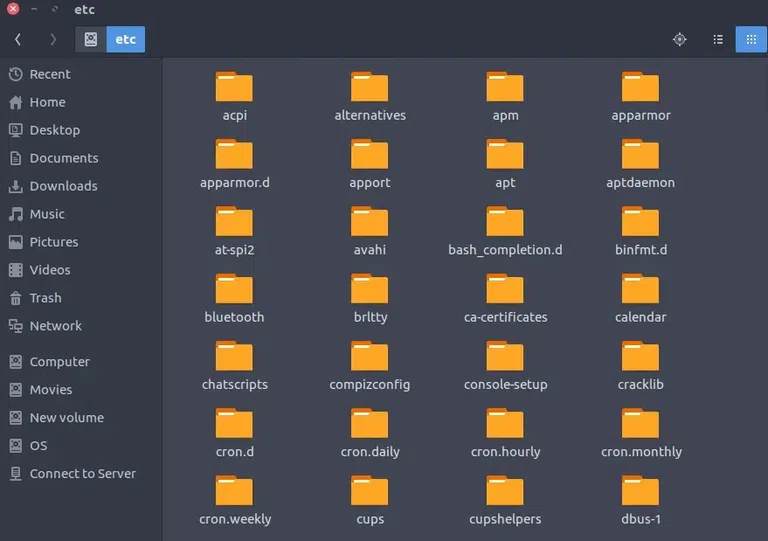 etc
etc
Recent
Home
Desktop
Documents
Downloads
Music
Pictures
Videos
Trash
Network
Computer
Movies
New volume
OS
Connect to Server
acpi
alternatives
apm
apparmor
apparmor.d
apport
apt
aptdaemon
at-spi2
avahi
bash_completion.d
binfmt.d
bluetooth
brltty
ca-certificates
calendar
chatscripts
compizconfig
console-setup
cracklib
cron.d
cron.daily
cron.hourly
cron.monthly
cron.weekly
cups
cupshelpers
dbus-1